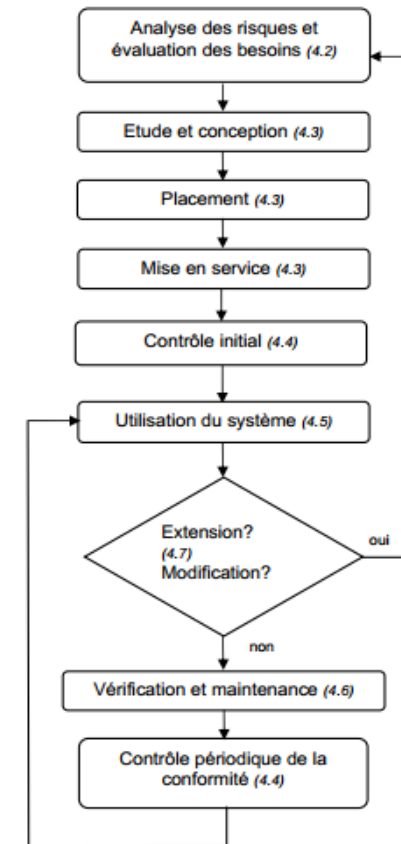 Analyse des risques et
évaluation des besoins (4.2)
Etude et conception (4.3)
Placement (4.3)
Mise en service (4.3)
Contrôle initial (4.4)
Utilisation du système (4.5)
Extension?
(4.7)
Modification?
oui
non
Vérification et maintenance (4.6)
Contrôle périodique de la
conformité (4.4)